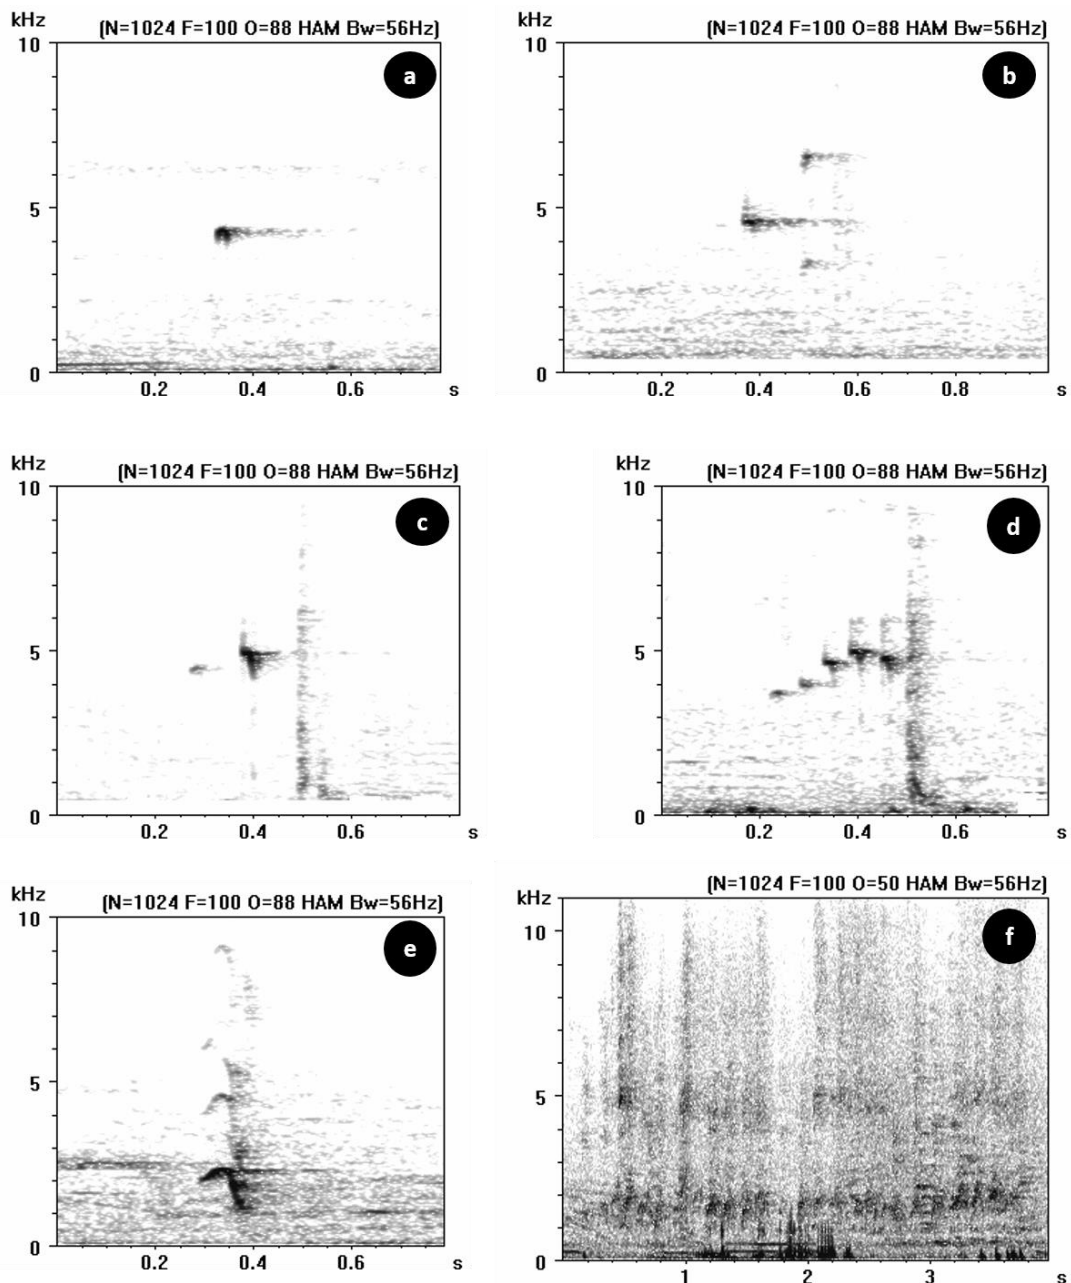 kHz (N=1024 F=100 O=88 HAM Bw=56Hz)
10
a
5
0
0.2 0.4 0.6 s
kHz (N=1024 F=100 O=88 HAM Bw=56Hz)
10
b
5
0
0.2 0.4 0.6 0.8 s
kHz (N=1024 F=100 O=88 HAM Bw=56Hz)
10
c
5
0
0.2 0.4 0.6 s
kHz (N=1024 F=100 O=88 HAM Bw=56Hz)
10
d
5
0
0.2 0.4 0.6 s
kHz (N=1024 F=100 O=88 HAM Bw=56Hz)
10
e
5
0
0.2 0.4 0.6 s
kHz (N=1024 F=100 O=50 HAM Bw=56Hz)
10
f
5
0
1 2 3 s